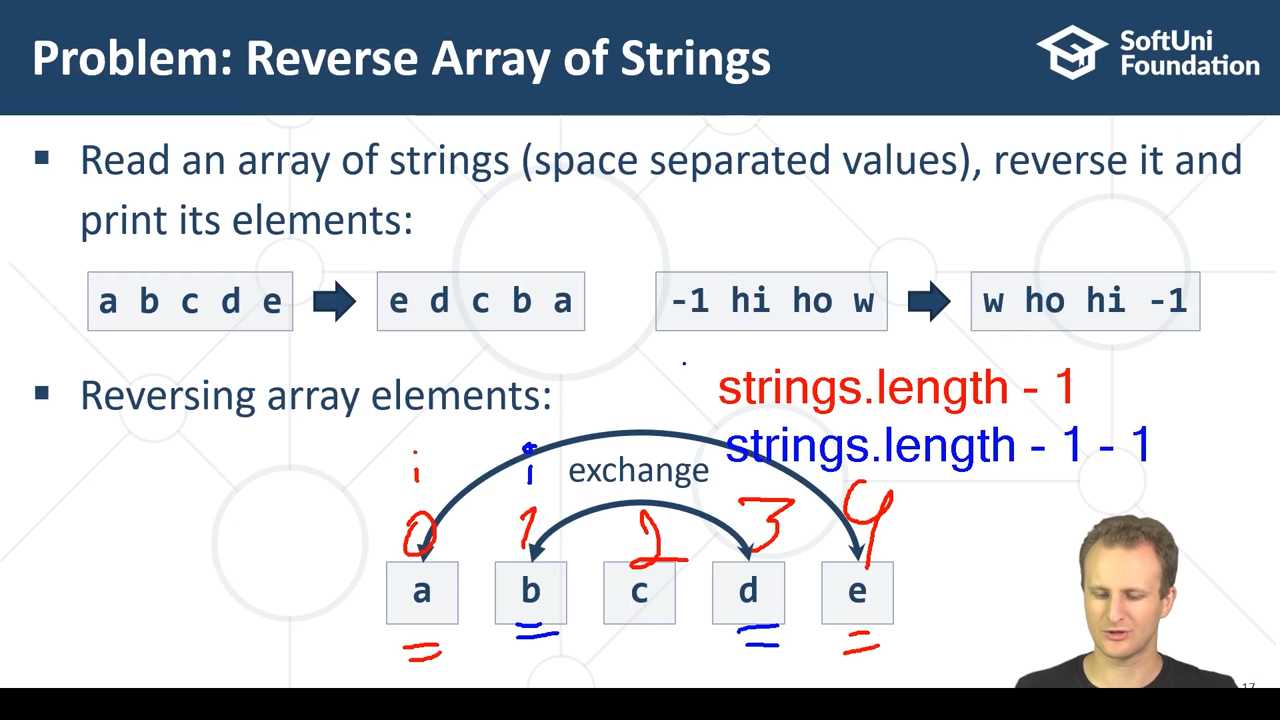 Problem: Reverse Array of Strings
SoftUni
Foundation
▪ Read an array of strings (space separated values), reverse it and
print its elements:
a b c d e
e d c b a
-1 hi ho w
w ho hi -1
▪ Reversing array elements:
strings.length - 1
strings.length - 1 - 1
i
i
exchange
0 1 2 3 4
a b c d e
17